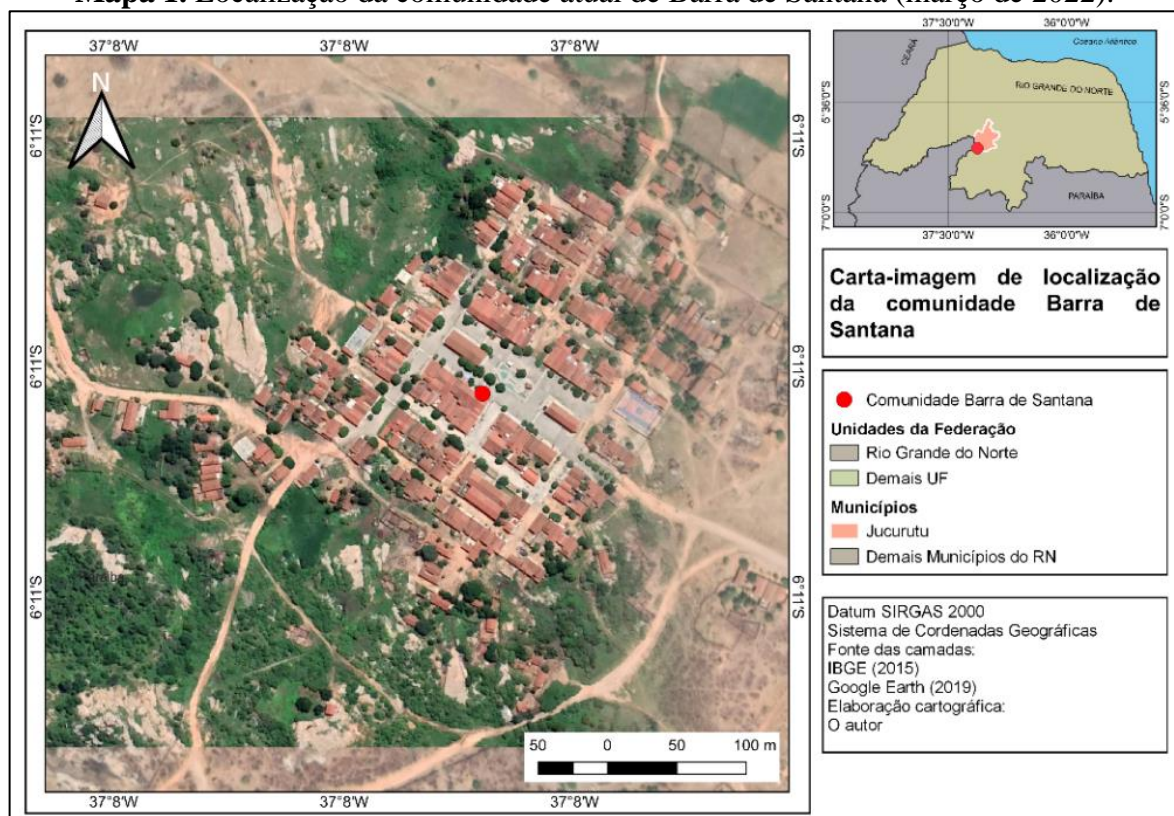 Mapa 1. Localização da comunidade atual de Barra de Santana (março de 2022).
37°8'W 37°8'W 37°8'W
N
6°11'S 6°11'S
6°11'S 6°11'S
6°11'S 6°11'S
37°8'W 37°8'W 37°8'W
50 0 50 100 m
37°30'0"W 36°0'0"W
Oceano Atlântico
CEARÁ
RIO GRANDE DO NORTE
5°36'0"S 5°36'0"S
PARAÍBA
7°0'0"S 7°0'0"S
37°30'0"W 36°0'0"W
Carta-imagem de localização
da comunidade Barra de
Santana
Comunidade Barra de Santana
Unidades da Federação
Rio Grande do Norte
Demais UF
Municípios
Jucurutu
Demais Municípios do RN
Datum SIRGAS 2000
Sistema de Cordenadas Geográficas
Fonte das camadas:
IBGE (2015)
Google Earth (2019)
Elaboração cartográfica:
O autor